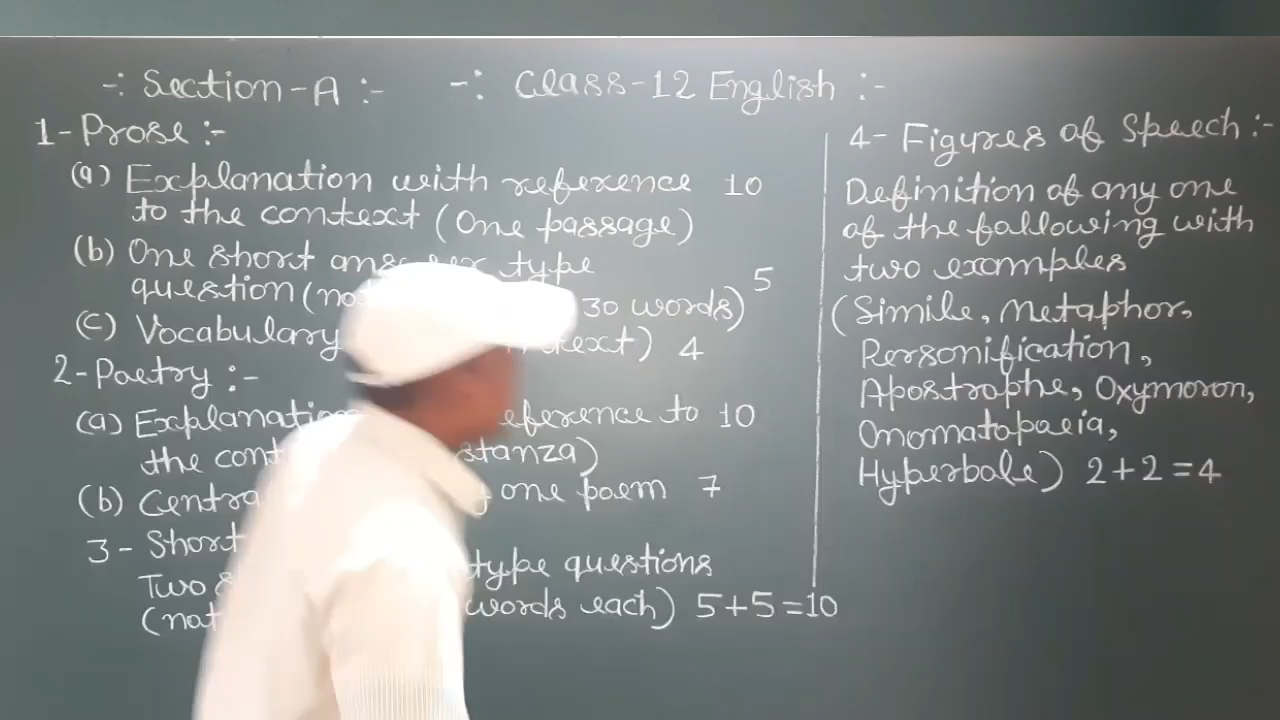 -: Section-A :-
-: Class-12 English :-
1-Prose :-
(a) Explanation with reference 10
to the context (One passage)
(b) One short answer type
question (not 30 words) 5
(c) Vocabulary text) 4
2-Poetry :-
(a) Explanation eference to 10
the cont stanza)
(b) Centra one poem 7
3- Short
Two type questions
(not words each) 5+5=10
4- Figures of Speech :-
Definition of any one
of the following with
two examples
(Simile, Metaphor,
Personification,
Apostrophe, Oxymoron,
Onomatopoeia,
Hyperbole) 2+2=4